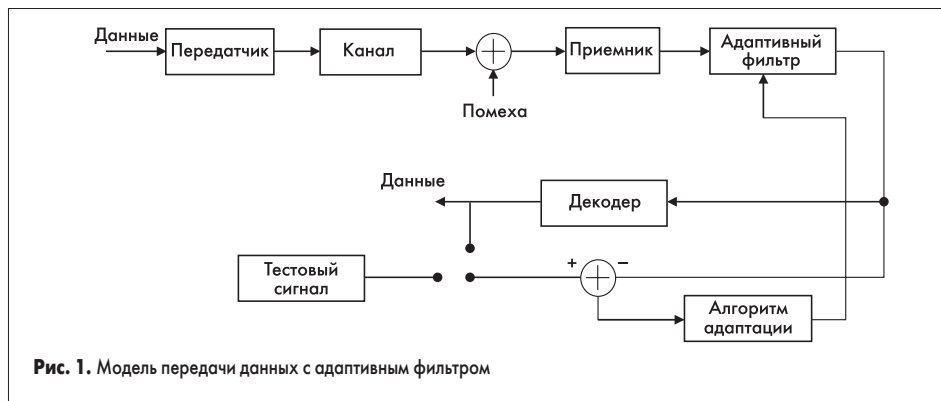 Данные
Передатчик
Канал
Приемник
Адаптивный
фильтр
Помеха
Данные
Декодер
+
−
Тестовый
сигнал
Алгоритм
адаптации
Рис. 1. Модель передачи данных с адаптивным фильтром